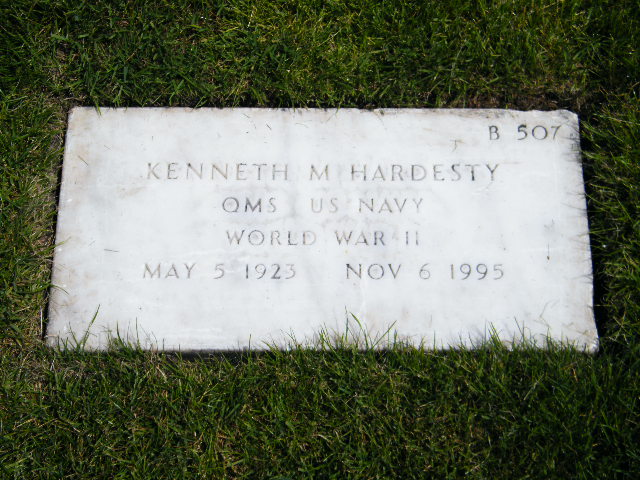 B 507
KENNETH M HARDESTY
QMS US NAVY
WORLD WAR II
MAY 5 1923 NOV 6 1995